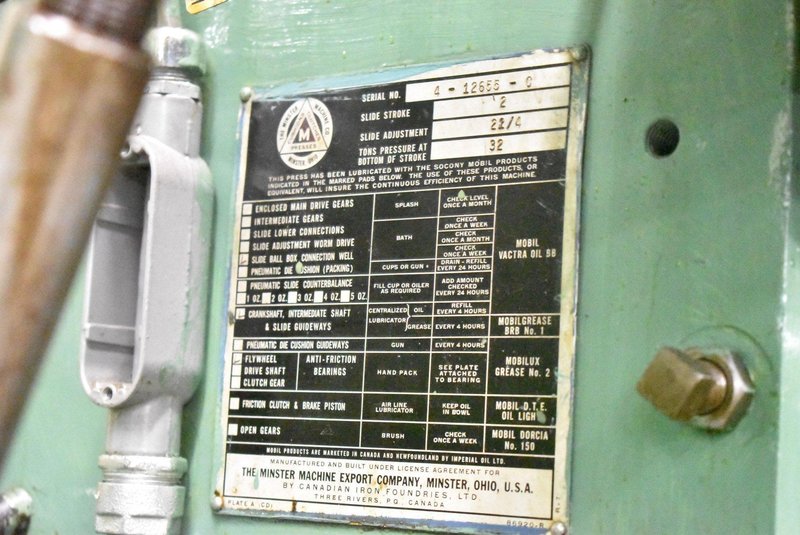 THE MINSTER MACHINE CO.
M
PRESSES
MINSTER, OHIO
SERIAL NO. 4-12655-0
SLIDE STROKE 2
SLIDE ADJUSTMENT 2 1/4
TONS PRESSURE AT BOTTOM OF STROKE 32
THIS PRESS HAS BEEN LUBRICATED WITH THE SOCONY MOBIL PRODUCTS
INDICATED IN THE MARKED PADS BELOW. THE USE OF THESE PRODUCTS, OR
EQUIVALENT, WILL INSURE THE CONTINUOUS EFFICIENCY OF THIS MACHINE.
ENCLOSED MAIN DRIVE GEARS SPLASH CHECK LEVEL ONCE A MONTH
INTERMEDIATE GEARS CHECK ONCE A WEEK
SLIDE LOWER CONNECTIONS BATH CHECK ONCE A MONTH
SLIDE ADJUSTMENT WORM DRIVE CHECK ONCE A WEEK
MOBIL VACTRA OIL BB
SLIDE BALL BOX CONNECTION WELL
PNEUMATIC DIE CUSHION (PACKING) CUPS OR GUN DRAIN - REFILL EVERY 24 HOURS
PNEUMATIC SLIDE COUNTERBALANCE FILL CUP OR OILER AS REQUIRED ADD AMOUNT CHECKED EVERY 24 HOURS
1 OZ. 2 OZ. 3 OZ. 4 OZ. 5 OZ.
CRANKSHAFT, INTERMEDIATE SHAFT & SLIDE GUIDEWAYS CENTRALIZED LUBRICATOR OIL REFILL EVERY 4 HOURS
GREASE EVERY 4 HOURS MOBILGREASE BRB No. 1
PNEUMATIC DIE CUSHION GUIDEWAYS GUN EVERY 4 HOURS
FLYWHEEL ANTI-FRICTION BEARINGS HAND PACK SEE PLATE ATTACHED TO BEARING MOBILUX GREASE No. 2
DRIVE SHAFT
CLUTCH GEAR
FRICTION CLUTCH & BRAKE PISTON AIR LINE LUBRICATOR KEEP OIL IN BOWL MOBIL D.T.E. OIL LIGHT
OPEN GEARS BRUSH CHECK ONCE A WEEK MOBIL DORCIA No. 150
MOBIL PRODUCTS ARE MARKETED IN CANADA AND NEWFOUNDLAND BY IMPERIAL OIL LTD.
MANUFACTURED AND BUILT UNDER LICENSE AGREEMENT FOR
THE MINSTER MACHINE EXPORT COMPANY, MINSTER, OHIO, U.S.A.
BY CANADIAN IRON FOUNDRIES, LTD.
THREE RIVERS, PQ, CANADA
PLATE A (CD) 86920-R